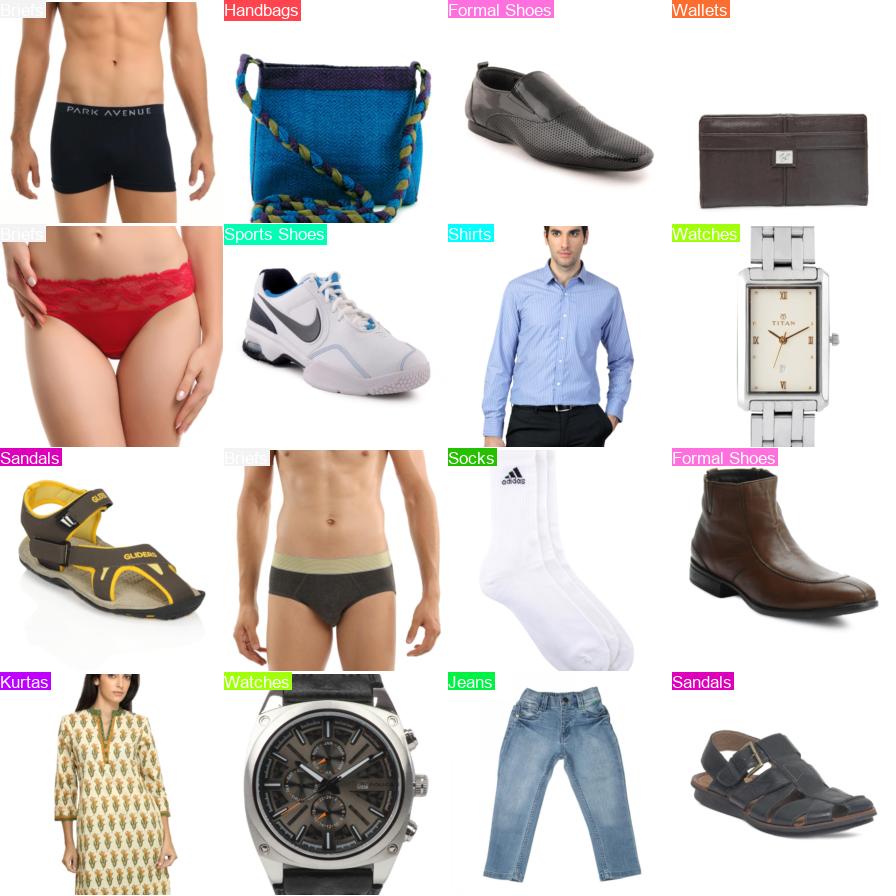 Briefs
Handbags
Formal Shoes
Wallets
PARK AVENUE
Briefs
Sports Shoes
Shirts
Watches
TITAN
Sandals
Briefs
Socks
Formal Shoes
GLIDERS
adidas
Kurtas
Watches
Jeans
Sandals